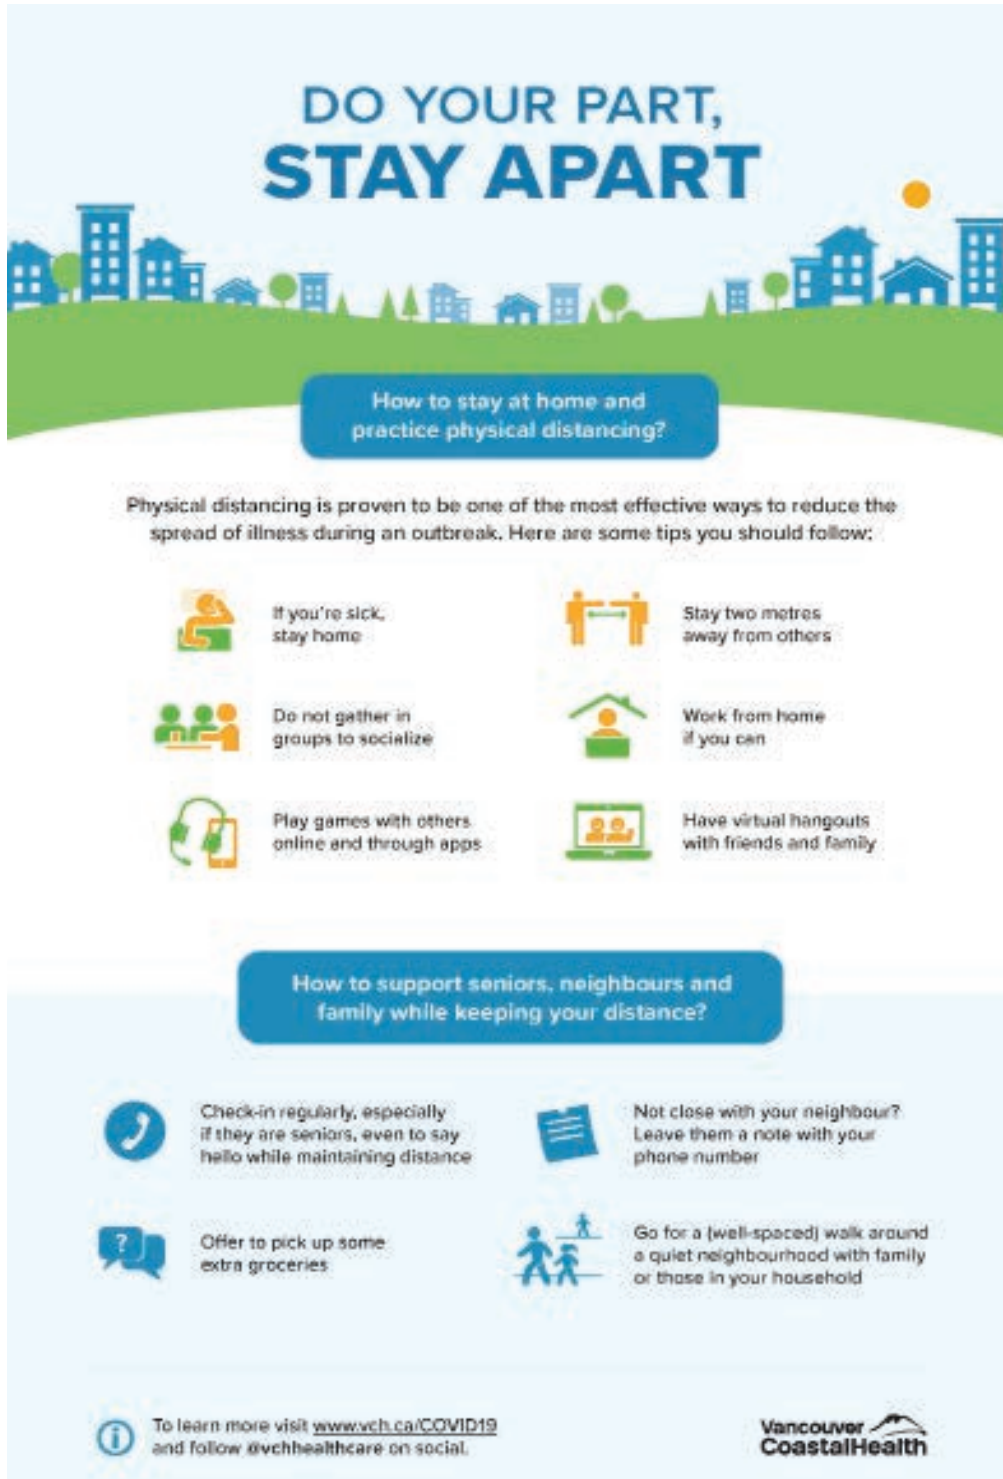 DO YOUR PART,
STAY APART
How to stay at home and
practice physical distancing?
Physical distancing is proven to be one of the most effective ways to reduce the
spread of illness during an outbreak. Here are some tips you should follow:
If you're sick,
stay home
Stay two metres
away from others
Do not gather in
groups to socialize
Work from home
if you can
Play games with others
online and through apps
Have virtual hangouts
with friends and family
How to support seniors, neighbours and
family while keeping your distance?
Check-in regularly, especially
if they are seniors, even to say
hello while maintaining distance
Not close with your neighbour?
Leave them a note with your
phone number
?
Offer to pick up some
extra groceries
Go for a (well-spaced) walk around
a quiet neighbourhood with family
or those in your household
i
To learn more visit www.vch.ca/COVID19
and follow @vchhealthcare on social.
Vancouver
CoastalHealth